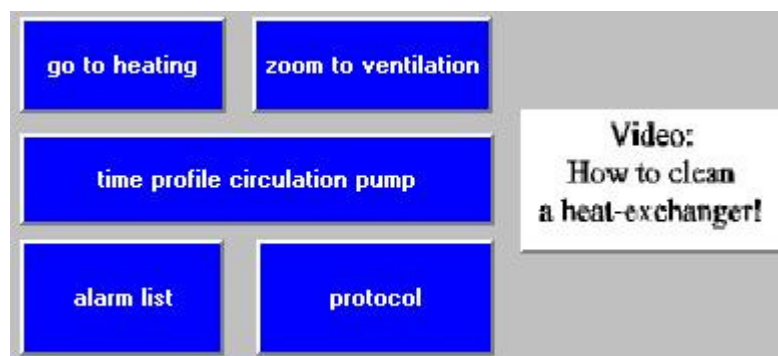 go to heating
zoom to ventilation
time profile circulation pump
Video:
How to clean
a heat-exchanger!
alarm list
protocol